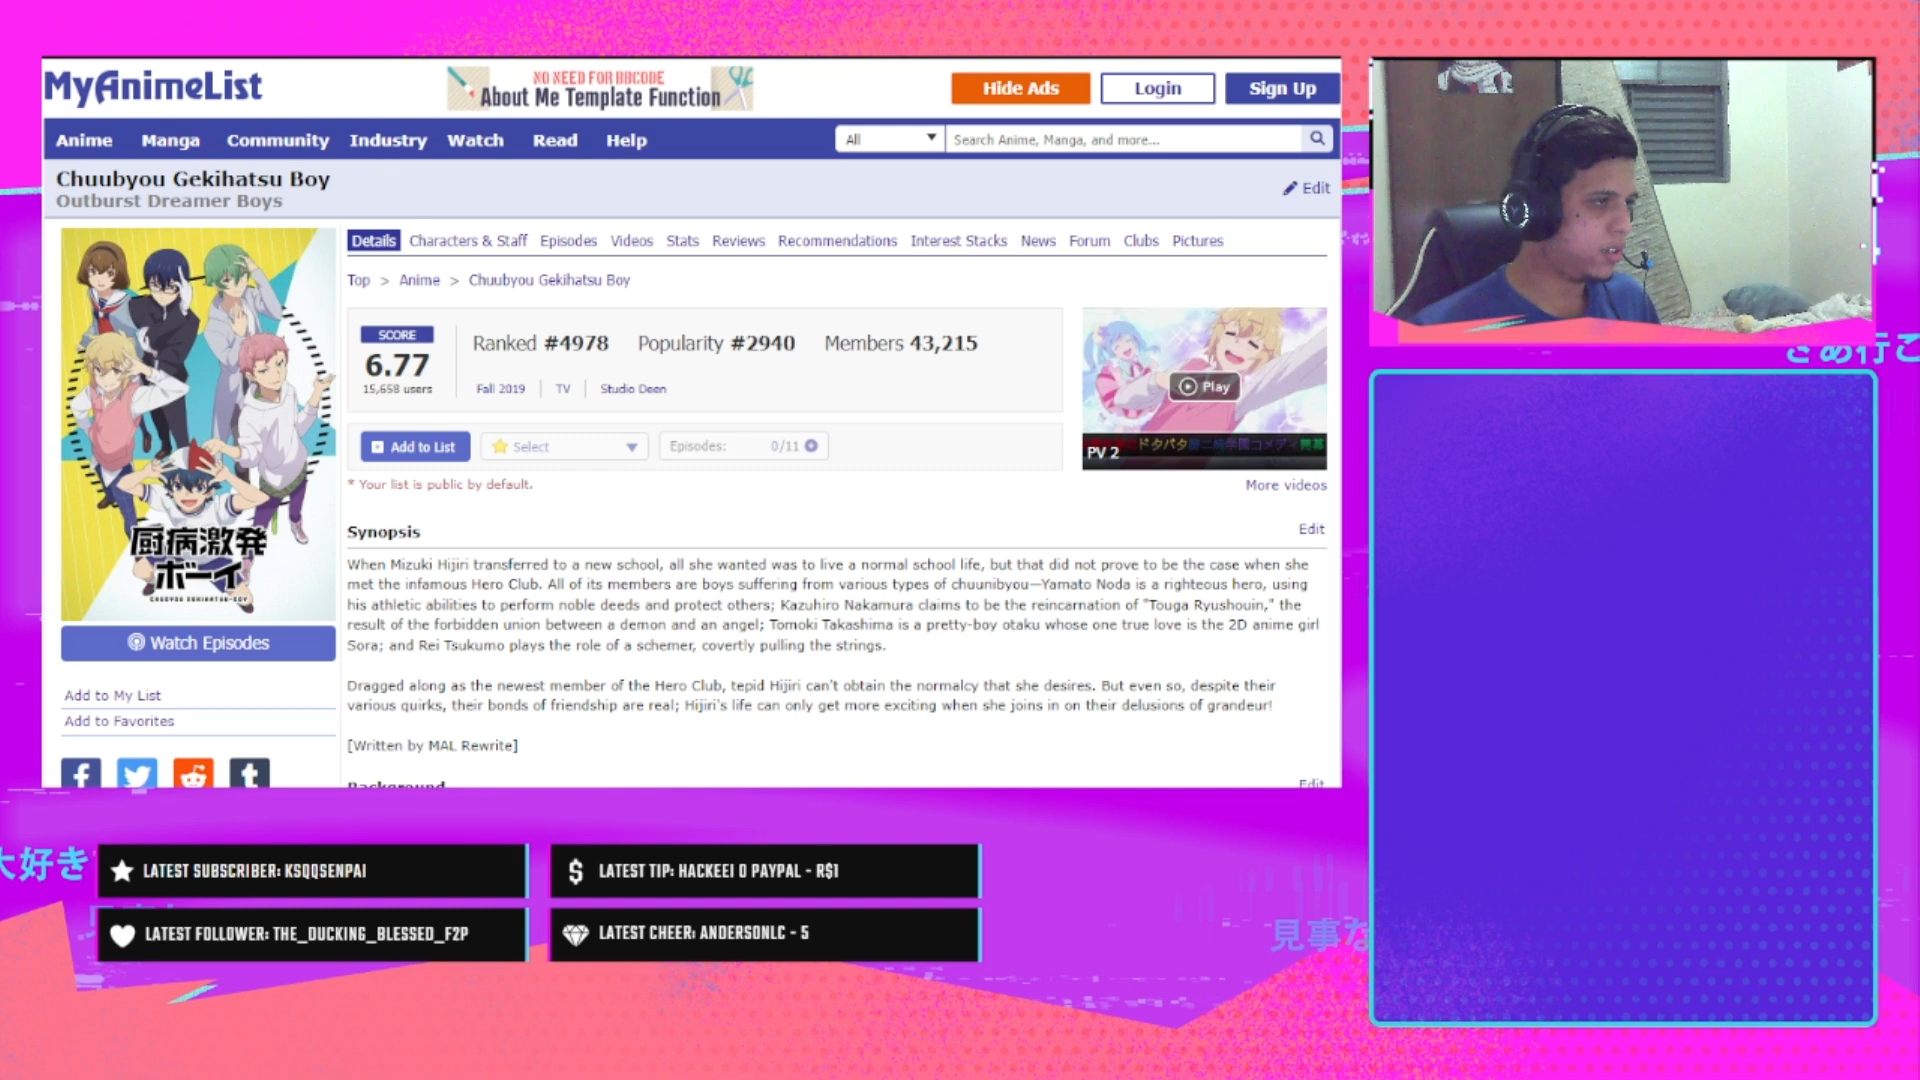 MyAnimeList
NO NEED FOR BBCODE
About Me Template Function
Hide Ads
Login
Sign Up
Anime Manga Community Industry Watch Read Help
All
Search Anime, Manga, and more...
Chuubyou Gekihatsu Boy
Outburst Dreamer Boys
Edit
Details Characters & Staff Episodes Videos Stats Reviews Recommendations Interest Stacks News Forum Clubs Pictures
Top > Anime > Chuubyou Gekihatsu Boy
SCORE
6.77
15,658 users
Ranked #4978 Popularity #2940 Members 43,215
Fall 2019 TV Studio Deen
Add to List
Select
Episodes: 0/11
* Your list is public by default.
Play
ドタバタ
PV 2
More videos
厨病激発
ボーイ
CHUUBYOU GEKIHATSU-BOY
Watch Episodes
Add to My List
Add to Favorites
Synopsis
Edit
When Mizuki Hijiri transferred to a new school, all she wanted was to live a normal school life, but that did not prove to be the case when she
met the infamous Hero Club. All of its members are boys suffering from various types of chuunibyou—Yamato Noda is a righteous hero, using
his athletic abilities to perform noble deeds and protect others; Kazuhiro Nakamura claims to be the reincarnation of "Touga Ryushouin," the
result of the forbidden union between a demon and an angel; Tomoki Takashima is a pretty-boy otaku whose one true love is the 2D anime girl
Sora; and Rei Tsukumo plays the role of a schemer, covertly pulling the strings.
Dragged along as the newest member of the Hero Club, tepid Hijiri can't obtain the normalcy that she desires. But even so, despite their
various quirks, their bonds of friendship are real; Hijiri's life can only get more exciting when she joins in on their delusions of grandeur!
[Written by MAL Rewrite]
Background
Edit
大好き
LATEST SUBSCRIBER: KSQQSENPAI
LATEST TIP: HACKEEI O PAYPAL - R$1
LATEST FOLLOWER: THE_DUCKING_BLESSED_F2P
LATEST CHEER: ANDERSONLC - 5
見事な